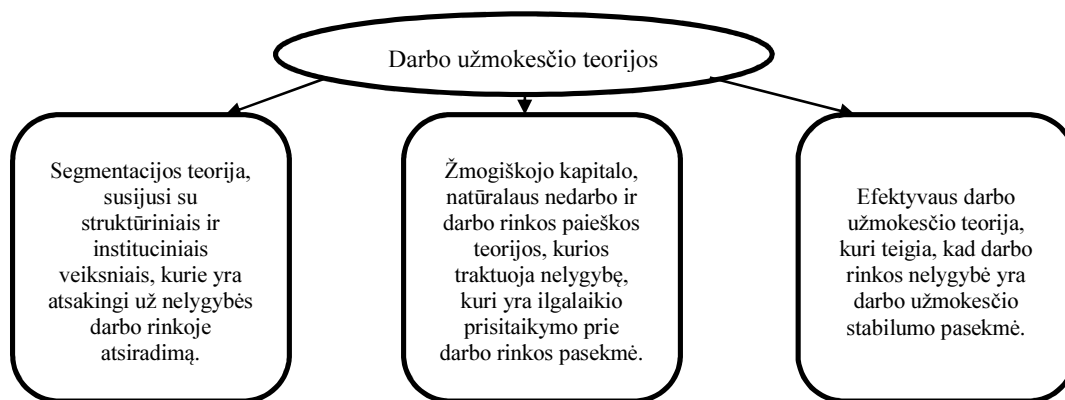 Darbo užmokesčio teorijos
Segmentacijos teorija,
susijusi su
struktūriniais ir
instituciniais
veiksniais, kurie yra
atsakingi už nelygybės
darbo rinkoje
atsiradimą.
Žmogiškojo kapitalo,
natūralaus nedarbo ir
darbo rinkos paieškos
teorijos, kurios
traktuoja nelygybę,
kuri yra ilgalaikio
prisitaikymo prie
darbo rinkos pasekmė.
Efektyvaus darbo
užmokesčio teorija,
kuri teigia, kad darbo
rinkos nelygybė yra
darbo užmokesčio
stabilumo pasekmė.